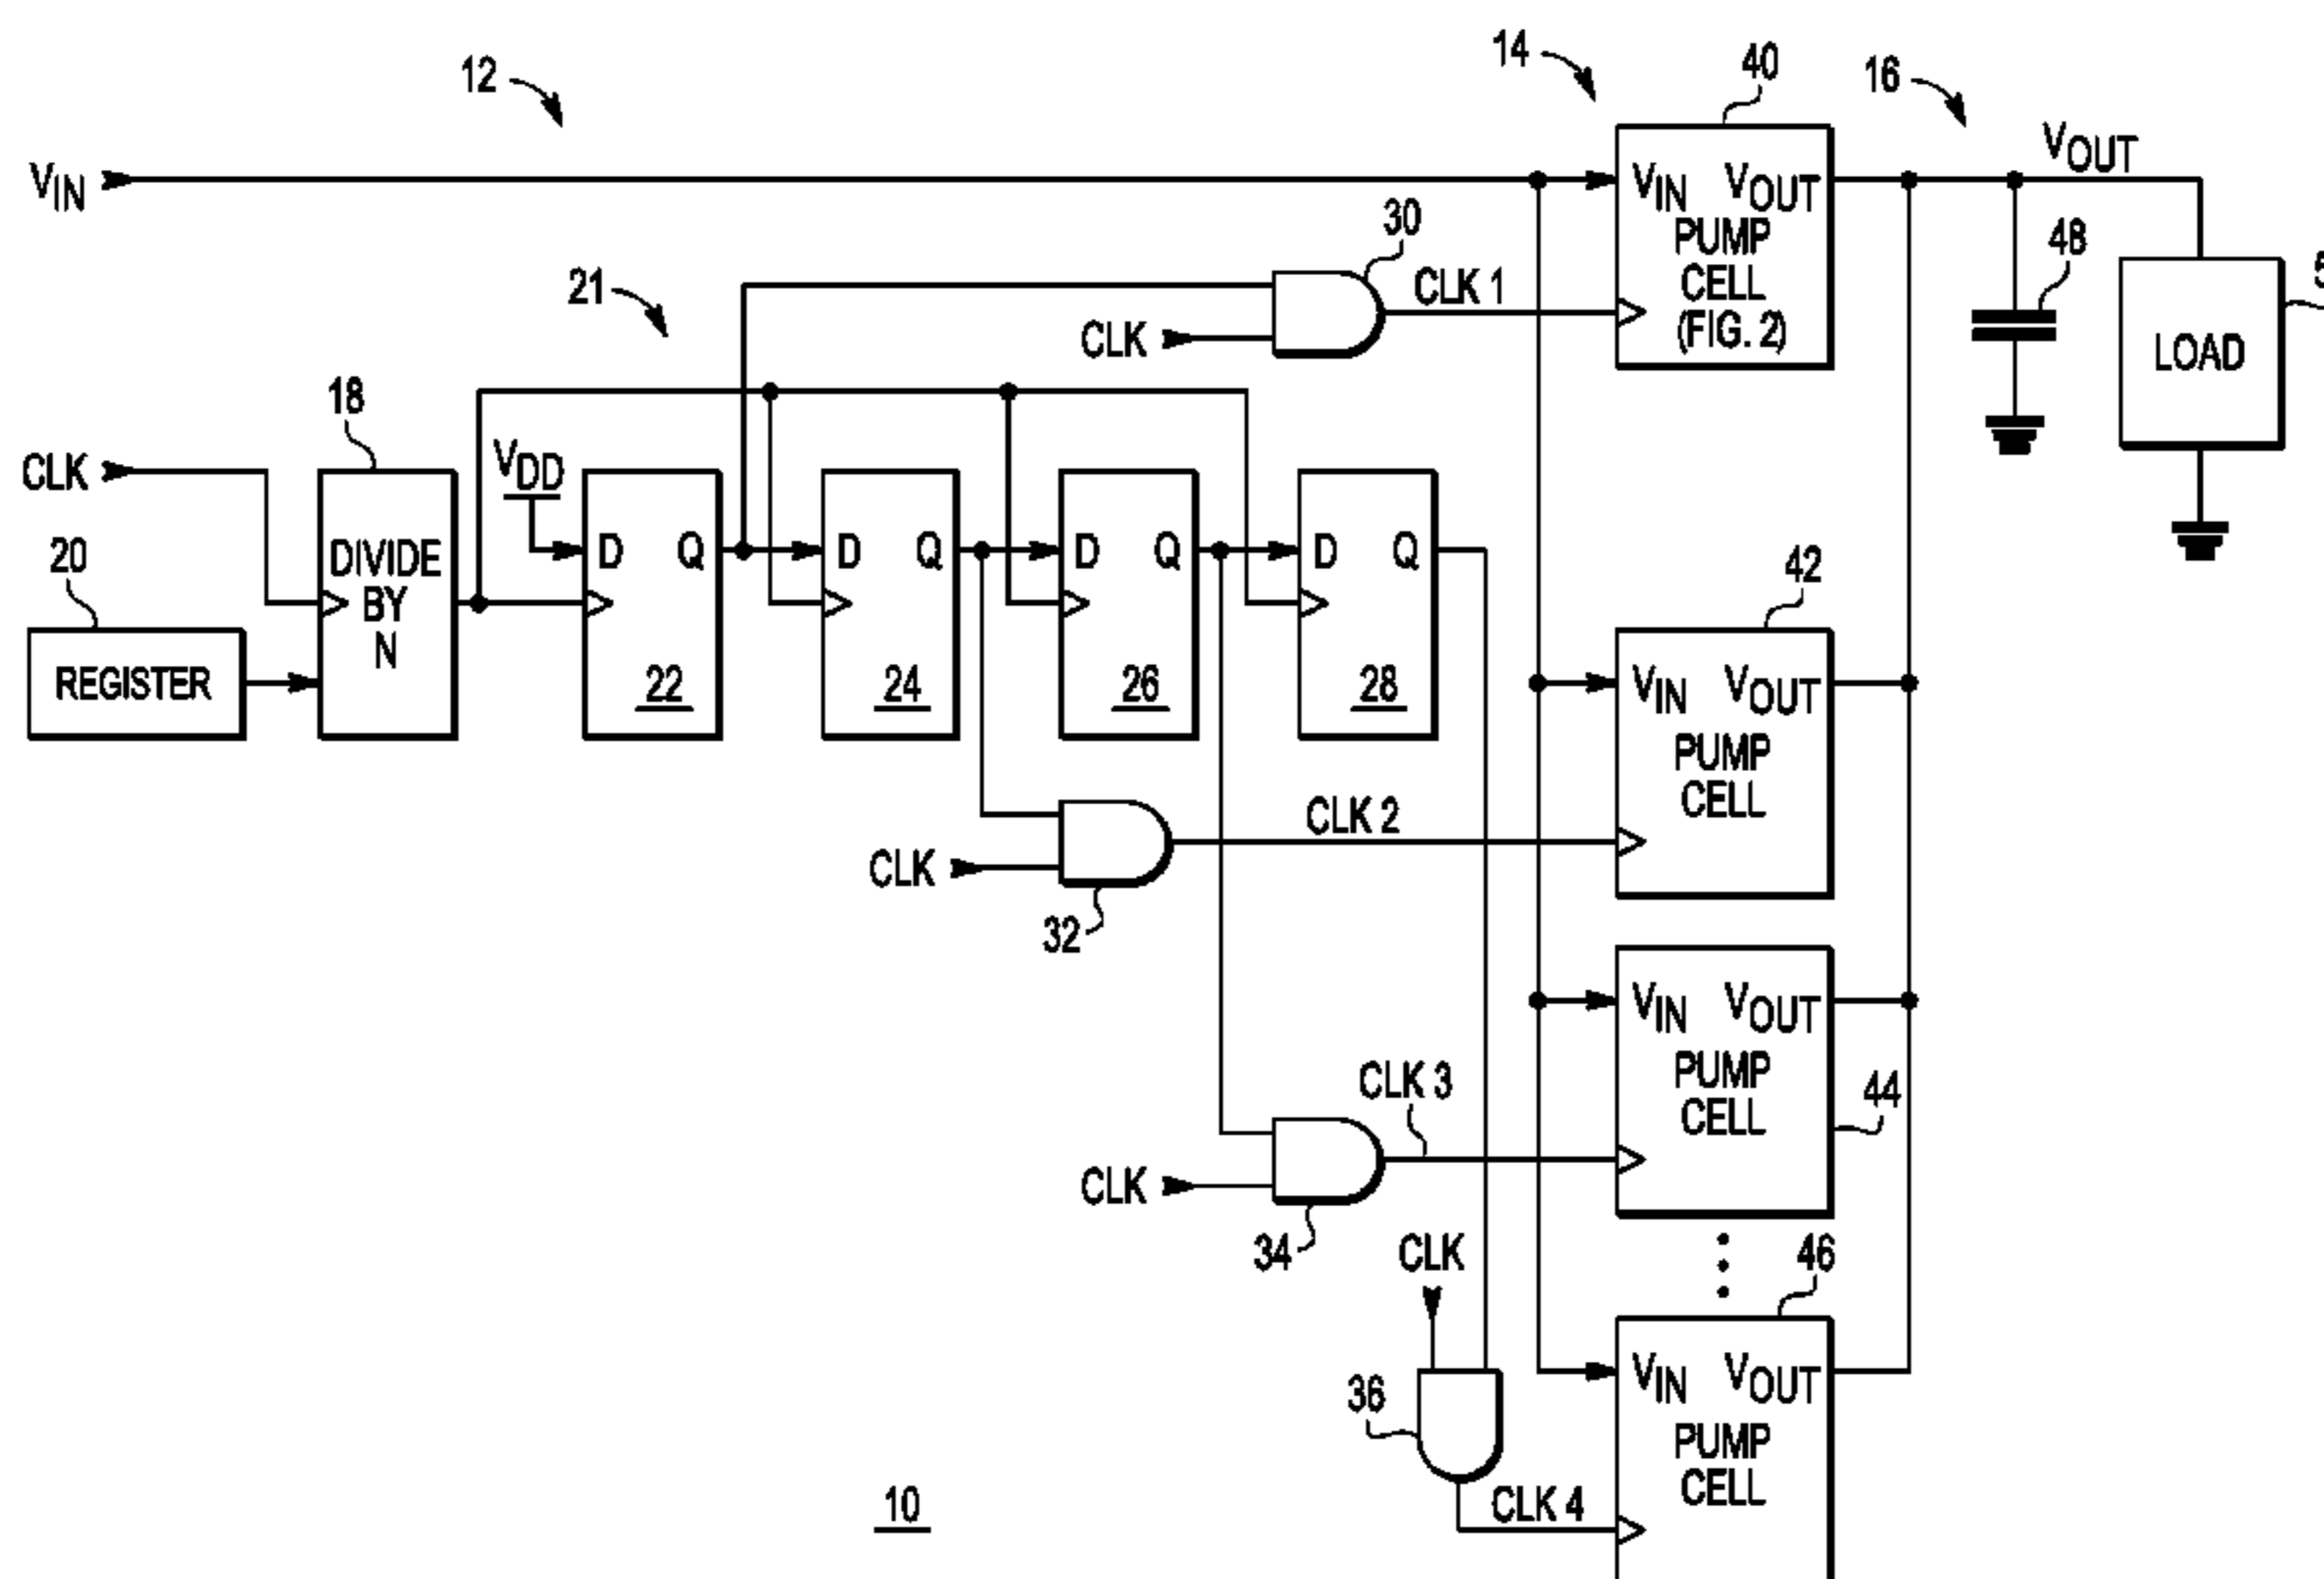 12
14
40
16
VIN
VIN VOUT
PUMP
CELL
(FIG. 2)
VOUT
48
LOAD
5
21
30
CLK 1
CLK
18
CLK
DIVIDE
BY
N
20
REGISTER
VDD
D Q
22
D Q
24
D Q
26
D Q
28
42
VIN VOUT
PUMP
CELL
CLK 2
CLK
32
VIN VOUT
PUMP
CELL
44
CLK 3
CLK
34
CLK
46
VIN VOUT
PUMP
CELL
36
CLK 4
10